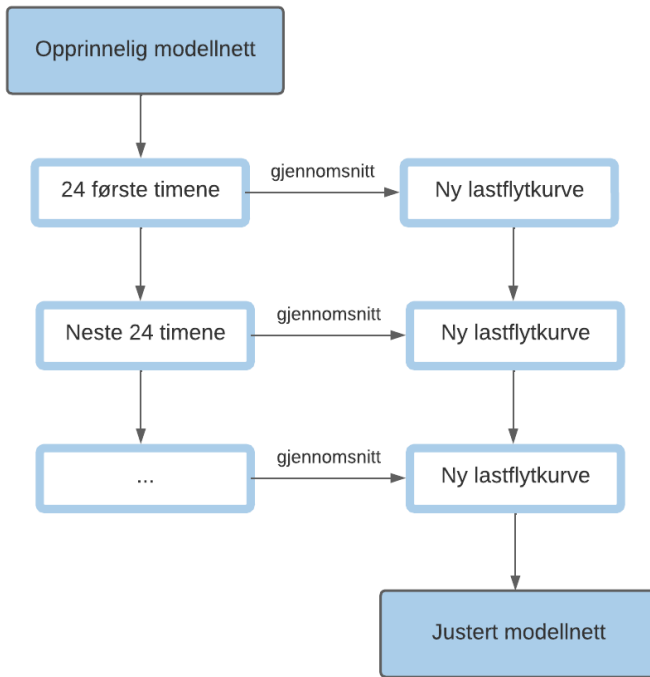 Opprinnelig modellnett
24 første timene
gjennomsnitt
Ny lastflytkurve
Neste 24 timene
gjennomsnitt
Ny lastflytkurve
...
gjennomsnitt
Ny lastflytkurve
Justert modellnett